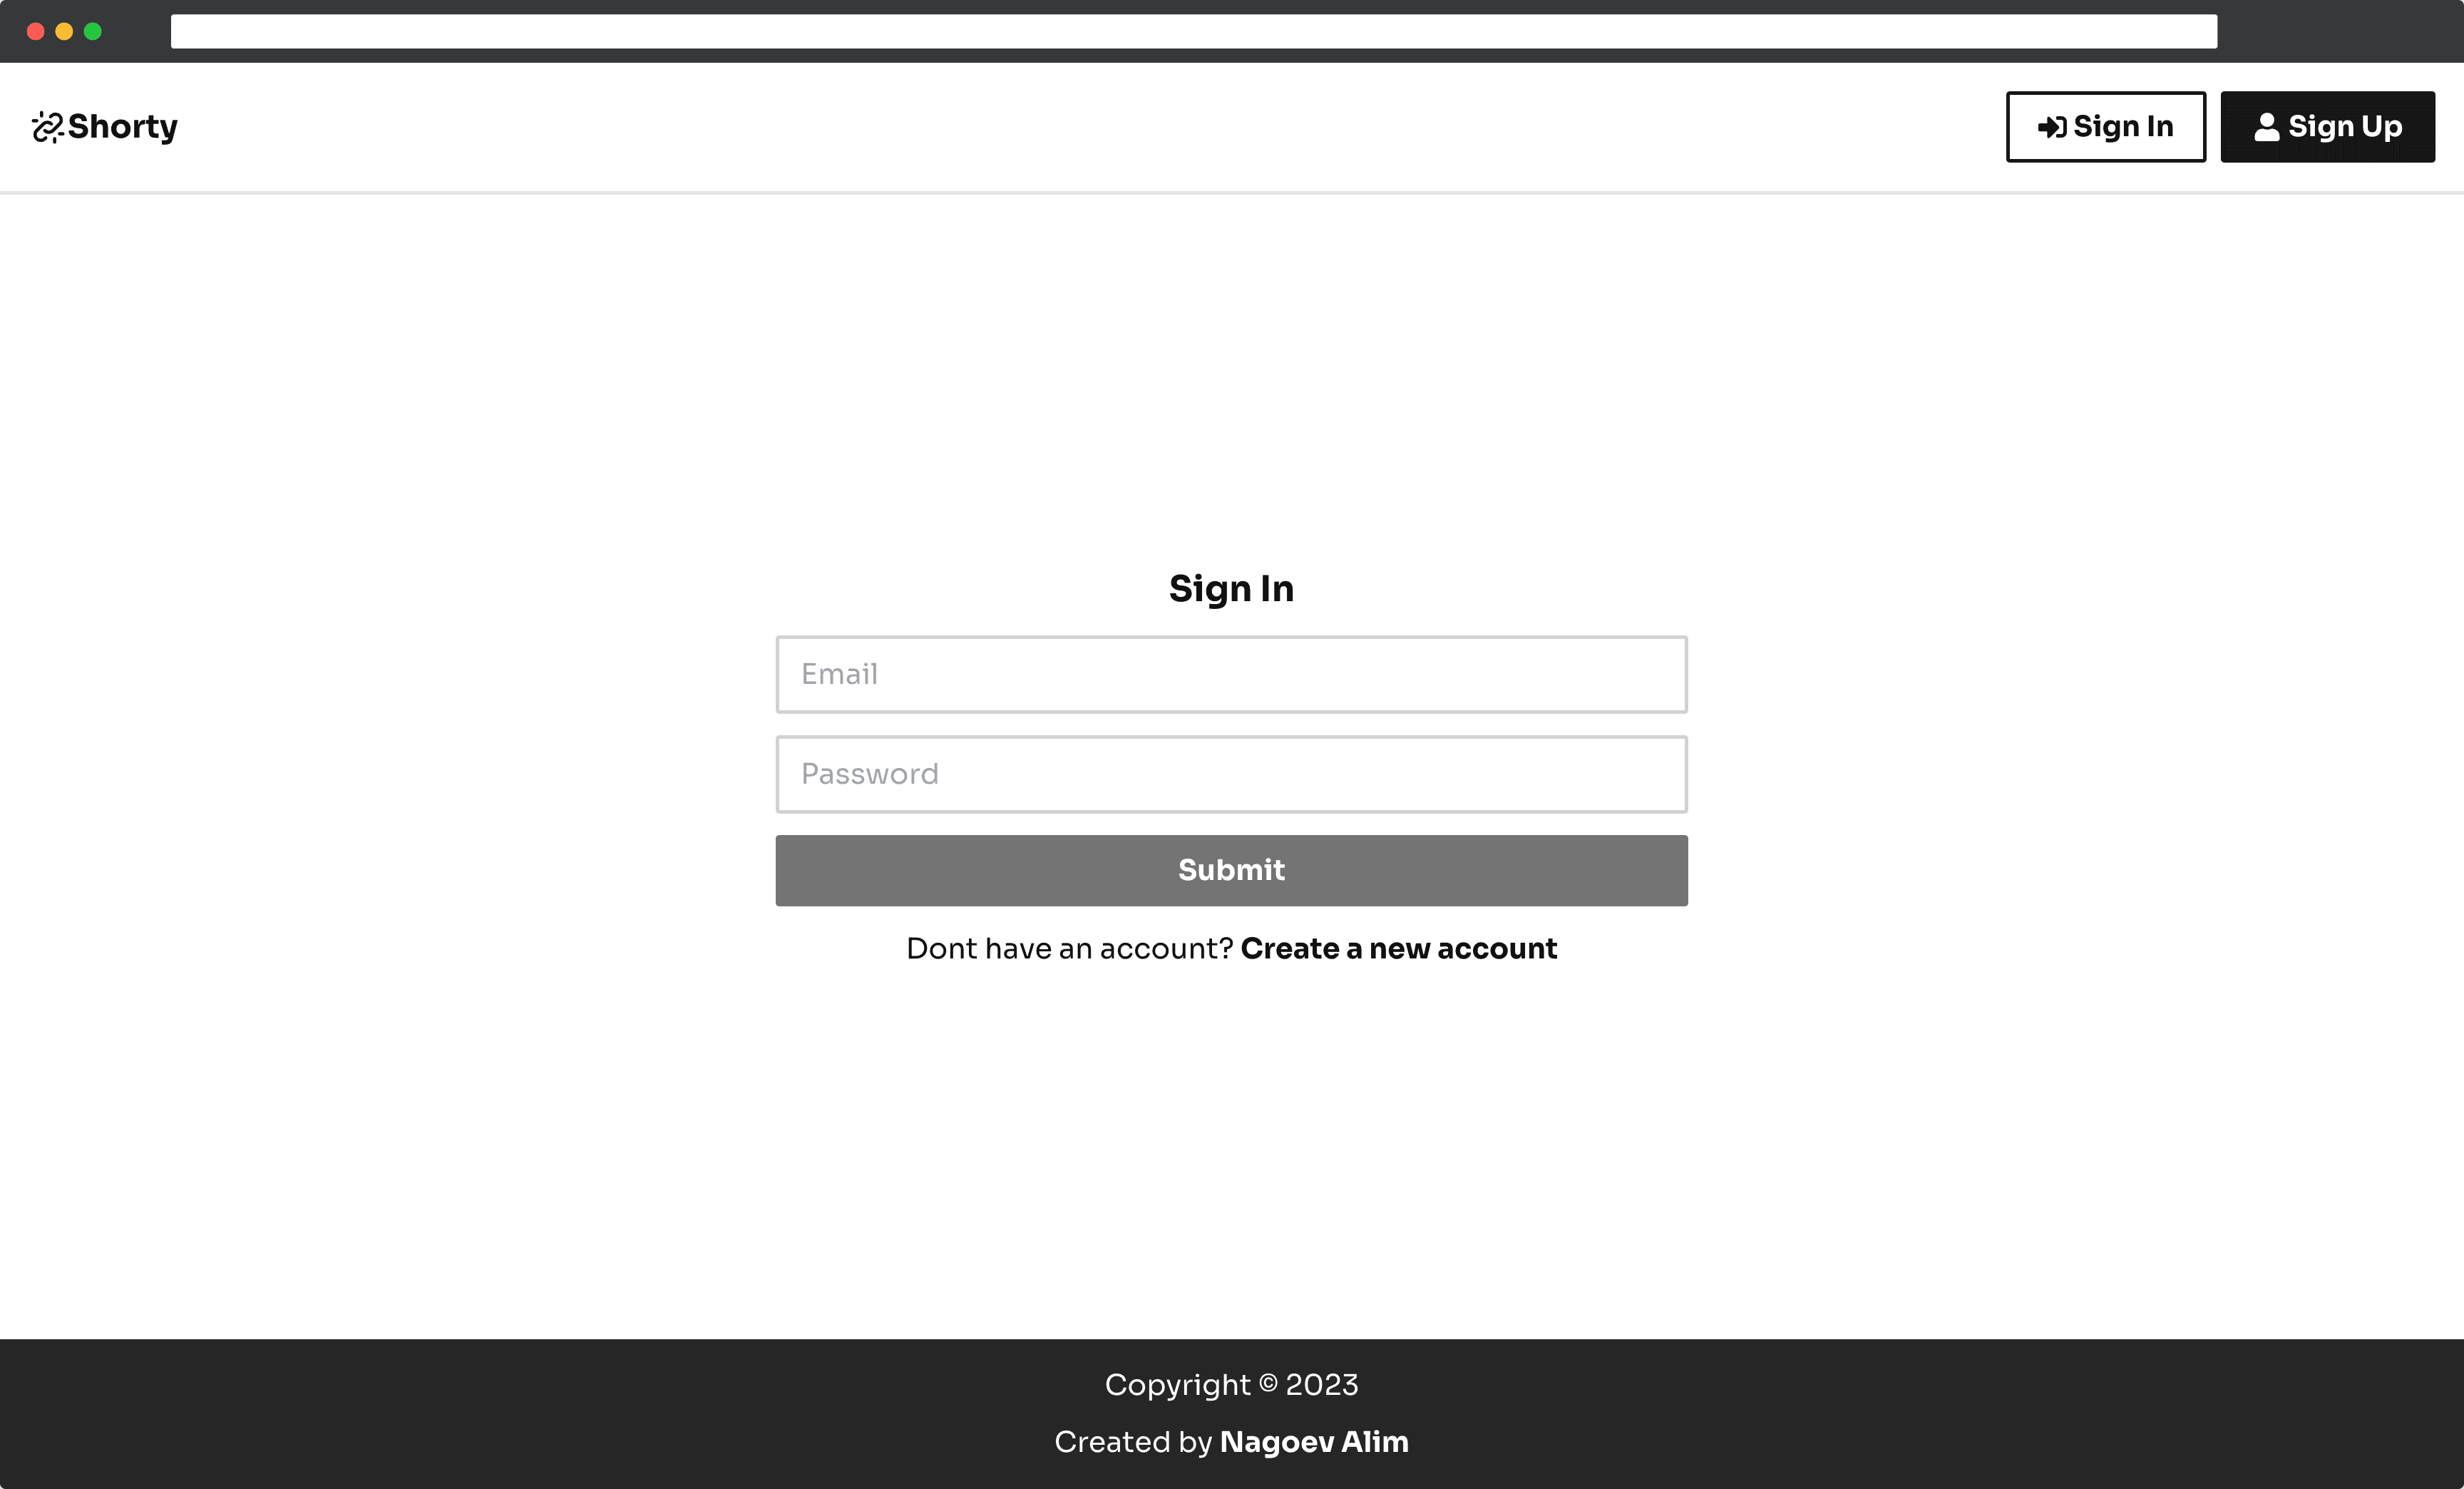 Shorty
Sign In
Sign Up
Sign In
Email
Password
Submit
Dont have an account? Create a new account
Copyright © 2023
Created by Nagoev Alim